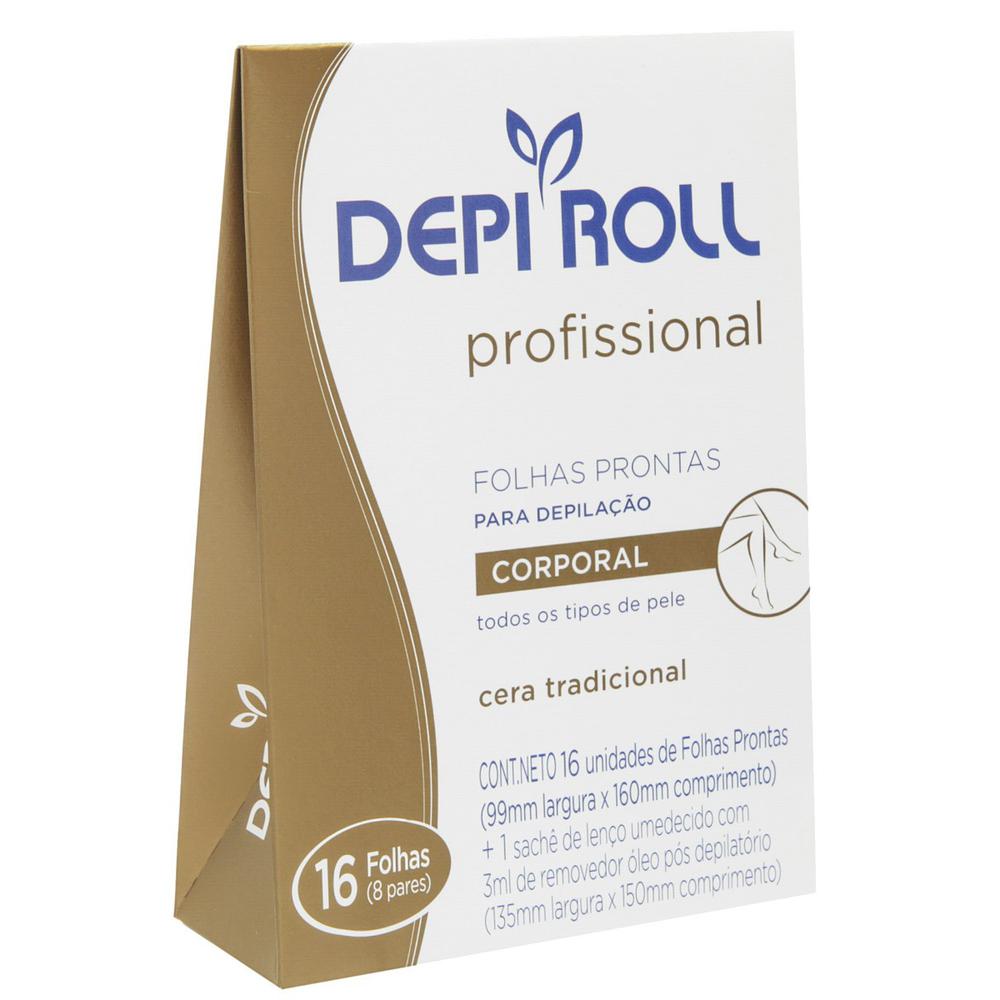 DEPI ROLL
profissional
FOLHAS PRONTAS
PARA DEPILAÇÃO
CORPORAL
todos os tipos de pele
cera tradicional
CONT.NETO 16 unidades de Folhas Prontas
(99mm largura x 160mm comprimento)
+ 1 sachê de lenço umedecido com
3ml de removedor óleo pós depilatório
(135mm largura x 150mm comprimento)
16 Folhas
(8 pares)